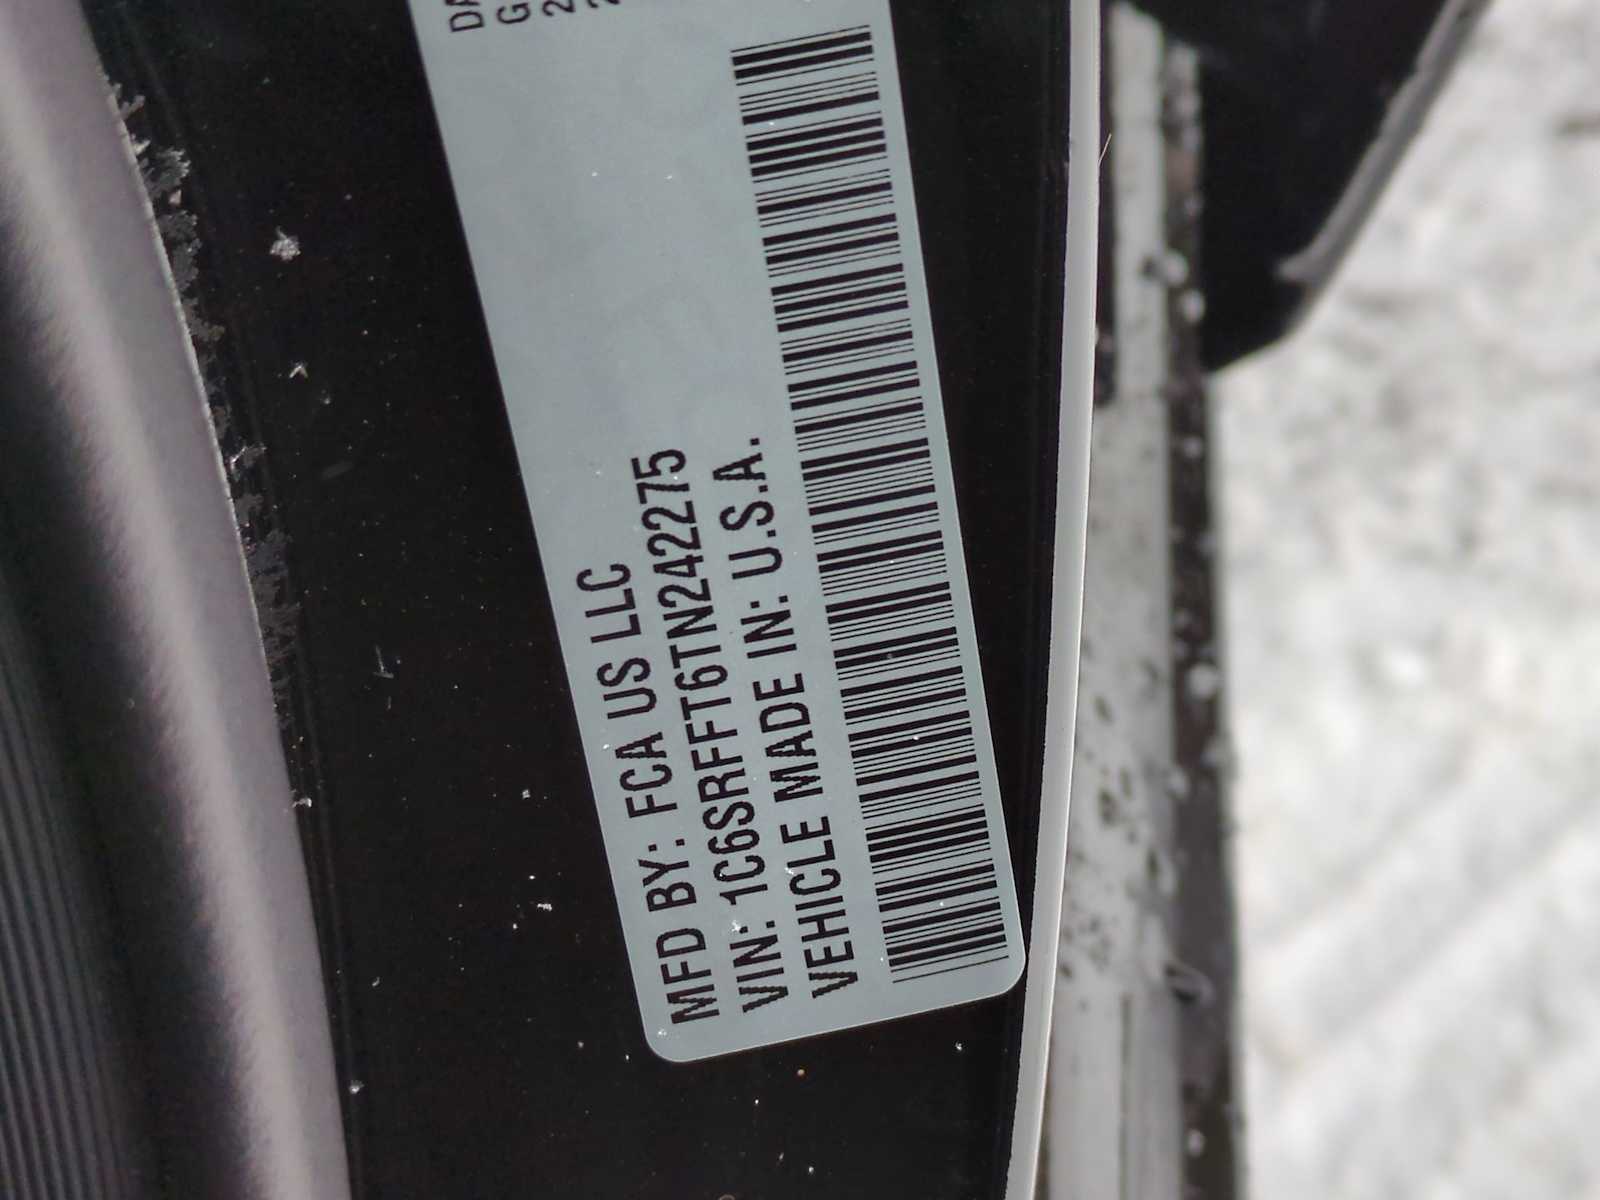 MFD BY: FCA US LLC
VIN: 1C6SRFFT6TN242275
VEHICLE MADE IN: U.S.A.